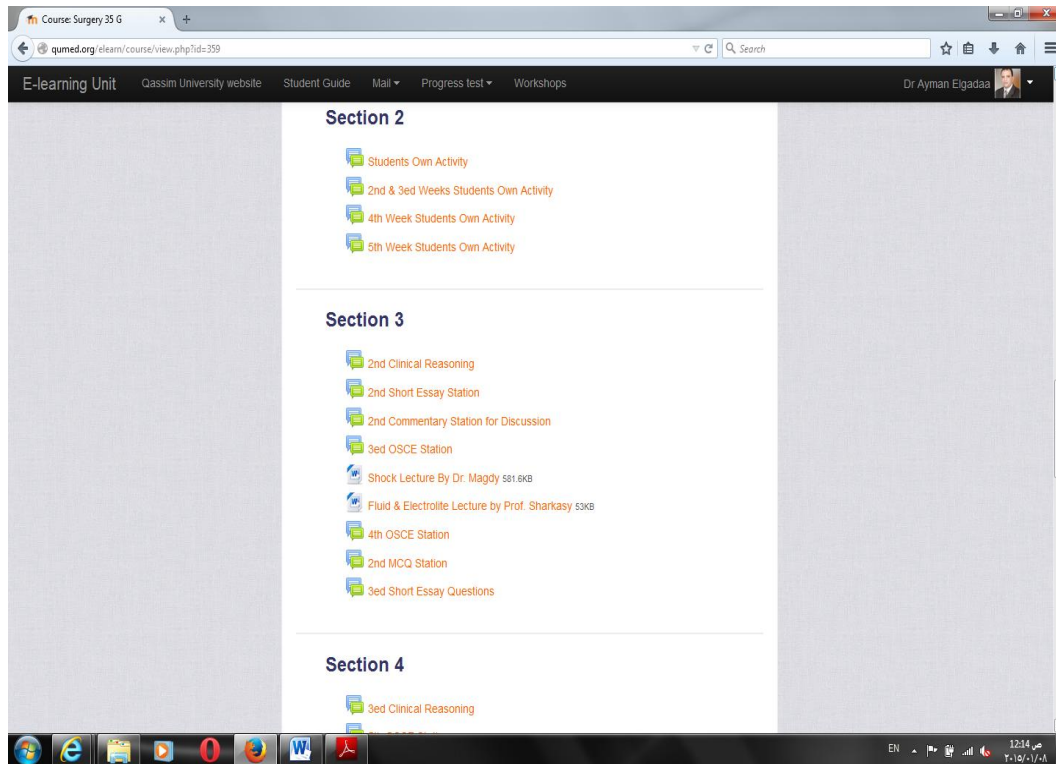 Course: Surgery 35 G
qumed.org/elearn/course/view.php?id=359
Search
E-learning Unit Qassim University website Student Guide Mail Progress test Workshops Dr Ayman Elgadaa
Section 2
Students Own Activity
2nd & 3ed Weeks Students Own Activity
4th Week Students Own Activity
5th Week Students Own Activity
Section 3
2nd Clinical Reasoning
2nd Short Essay Station
2nd Commentary Station for Discussion
3ed OSCE Station
Shock Lecture By Dr. Magdy 581.6KB
Fluid & Electrolite Lecture by Prof. Sharkasy 53KB
4th OSCE Station
2nd MCQ Station
3ed Short Essay Questions
Section 4
3ed Clinical Reasoning
EN 12:14 ص
٢٠١٥/٠١/٠٨